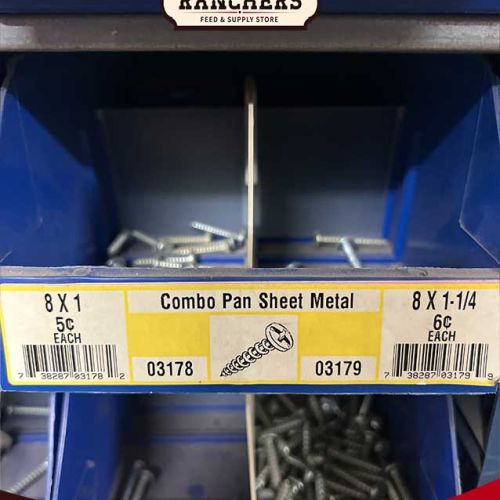 RANCHERS
FEED & SUPPLY STORE
8 X 1
5¢
EACH
7 38287 03178 2
Combo Pan Sheet Metal
03178
03179
8 X 1-1/4
6¢
EACH
7 38287 03179 9